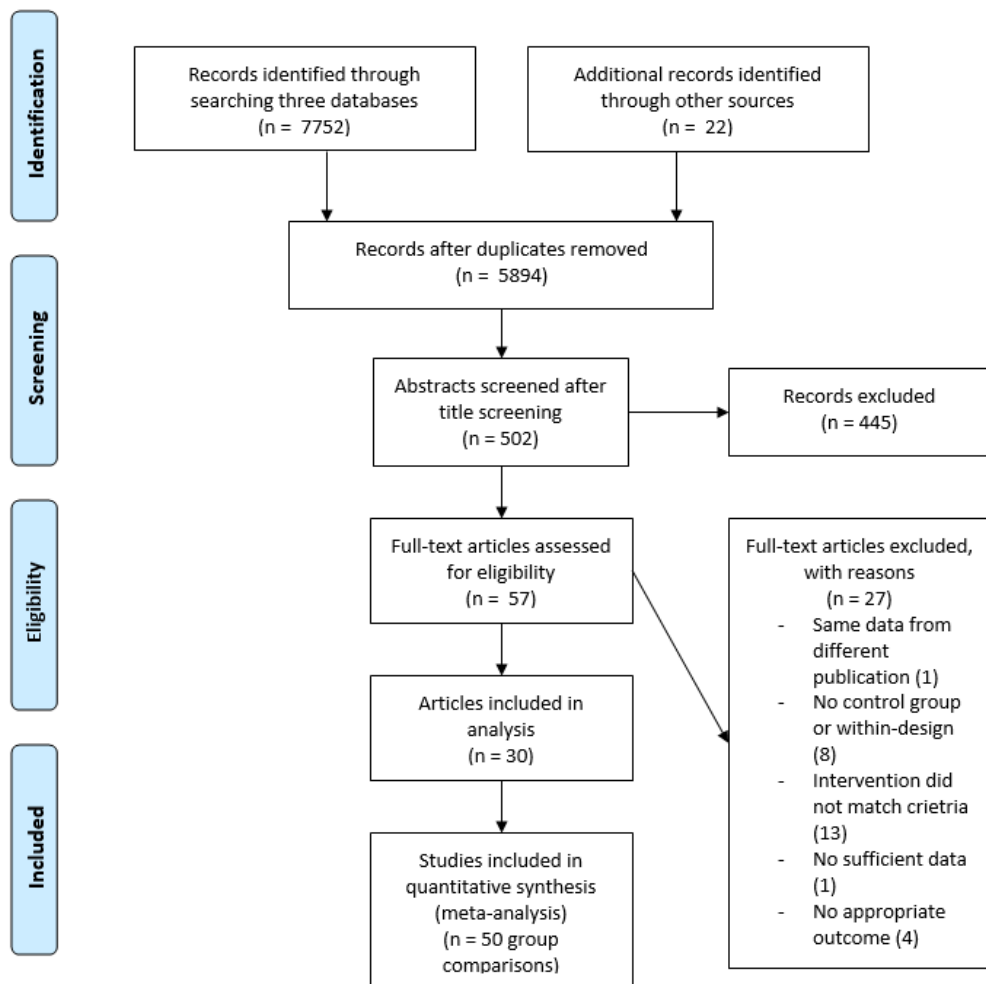 Identification
Records identified through
searching three databases
(n = 7752)
Additional records identified
through other sources
(n = 22)
Records after duplicates removed
(n = 5894)
Screening
Abstracts screened after
title screening
(n = 502)
Records excluded
(n = 445)
Eligibility
Full-text articles assessed
for eligibility
(n = 57)
Full-text articles excluded,
with reasons
(n = 27)
- Same data from
different
publication (1)
- No control group
or within-design
(8)
- Intervention did
not match crietria
(13)
- No sufficient data
(1)
- No appropriate
outcome (4)
Articles included in
analysis
(n = 30)
Included
Studies included in
quantitative synthesis
(meta-analysis)
(n = 50 group
comparisons)